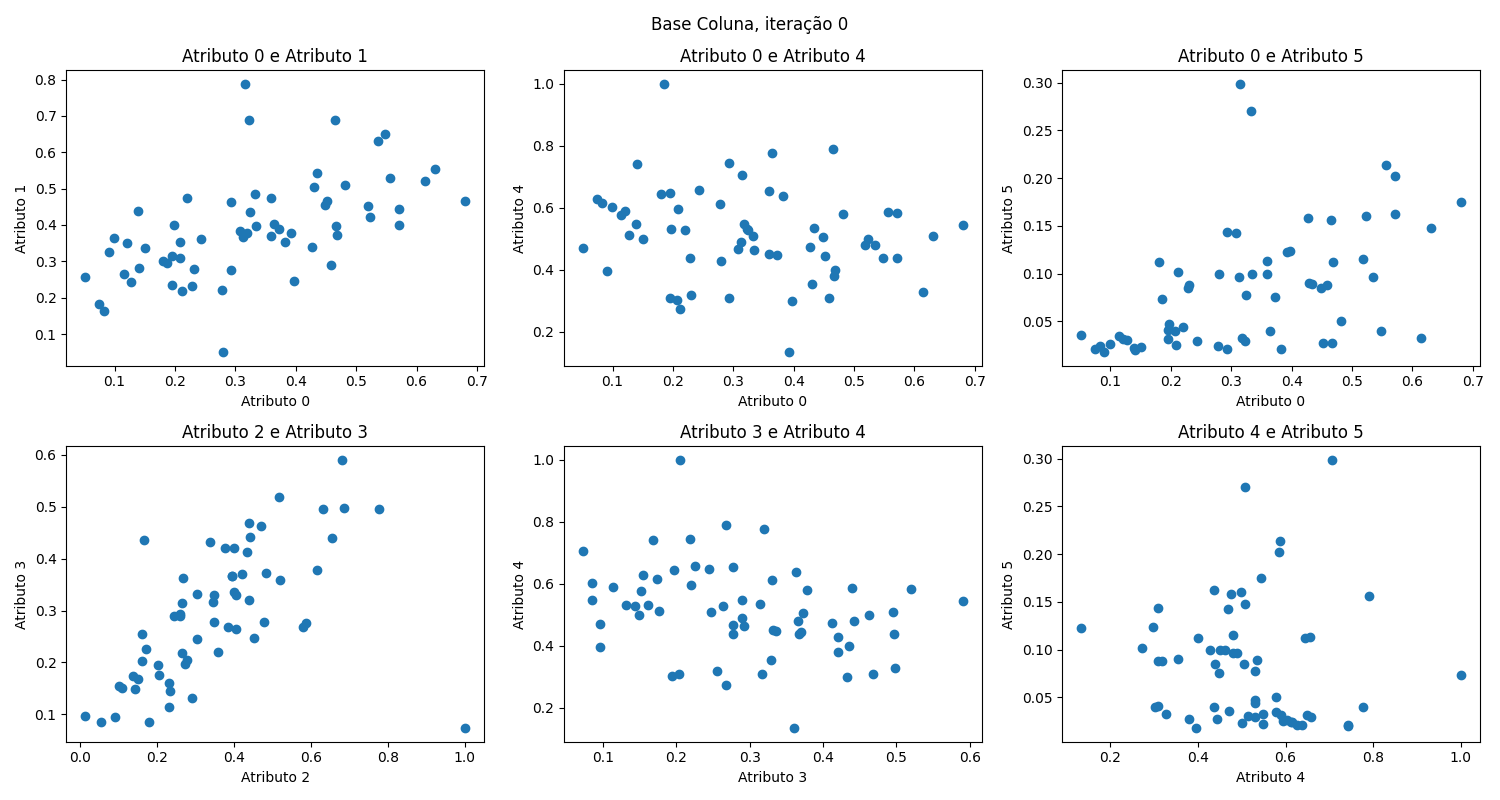 Base Coluna, iteração 0
Atributo 0 e Atributo 1
Atributo 1
0.8
0.7
0.6
0.5
0.4
0.3
0.2
0.1
0.1 0.2 0.3 0.4 0.5 0.6 0.7
Atributo 0
Atributo 0 e Atributo 4
Atributo 4
1.0
0.8
0.6
0.4
0.2
0.1 0.2 0.3 0.4 0.5 0.6 0.7
Atributo 0
Atributo 0 e Atributo 5
Atributo 5
0.30
0.25
0.20
0.15
0.10
0.05
0.1 0.2 0.3 0.4 0.5 0.6 0.7
Atributo 0
Atributo 2 e Atributo 3
Atributo 3
0.6
0.5
0.4
0.3
0.2
0.1
0.0 0.2 0.4 0.6 0.8 1.0
Atributo 2
Atributo 3 e Atributo 4
Atributo 4
1.0
0.8
0.6
0.4
0.2
0.1 0.2 0.3 0.4 0.5 0.6
Atributo 3
Atributo 4 e Atributo 5
Atributo 5
0.30
0.25
0.20
0.15
0.10
0.05
0.2 0.4 0.6 0.8 1.0
Atributo 4